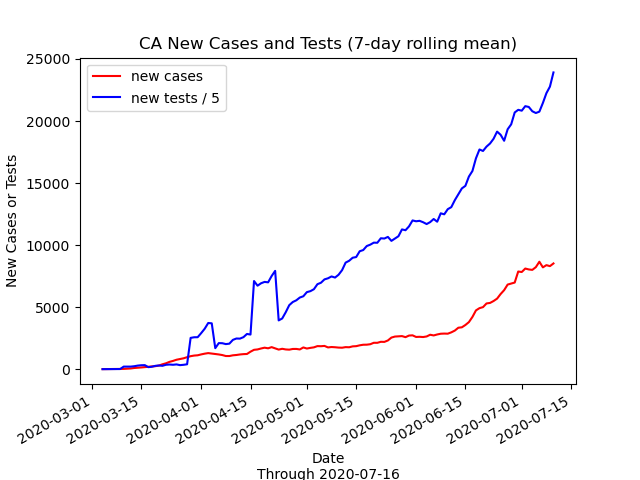 CA New Cases and Tests (7-day rolling mean)
new cases
new tests / 5
New Cases or Tests
25000
20000
15000
10000
5000
0
2020-03-01
2020-03-15
2020-04-01
2020-04-15
2020-05-01
2020-05-15
2020-06-01
2020-06-15
2020-07-01
2020-07-15
Date
Through 2020-07-16